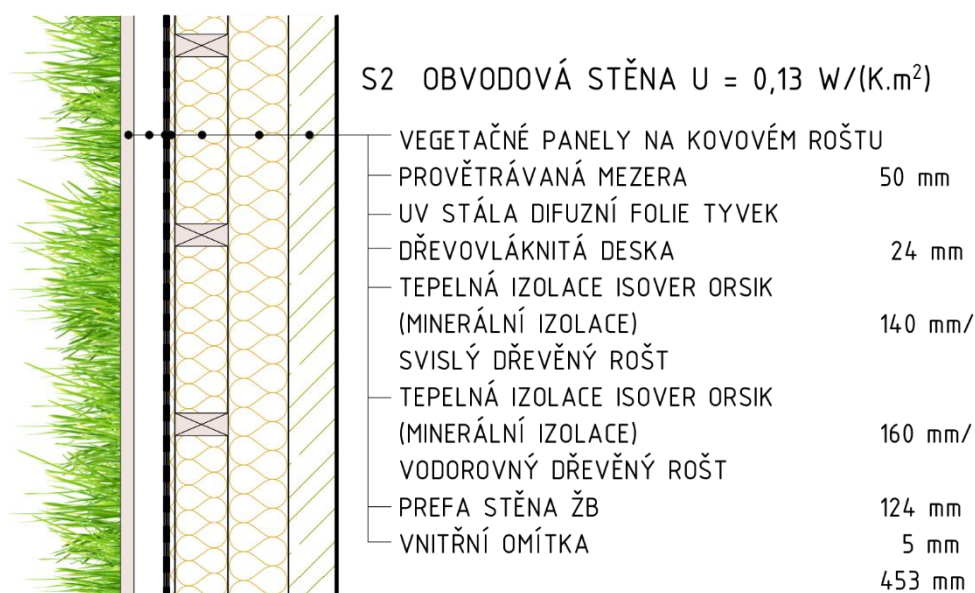 S2 OBVODOVÁ STĚNA U = 0,13 W/(K.m²)
VEGETAČNÉ PANELY NA KOVOVÉM ROŠTU
PROVĚTRÁVANÁ MEZERA 50 mm
UV STÁLA DIFUZNÍ FOLIE TYVEK
DŘEVOVLÁKNITÁ DESKA 24 mm
TEPELNÁ IZOLACE ISOVER ORSIK
(MINERÁLNÍ IZOLACE) 140 mm/
SVISLÝ DŘEVĚNÝ ROŠT
TEPELNÁ IZOLACE ISOVER ORSIK
(MINERÁLNÍ IZOLACE) 160 mm/
VODOROVNÝ DŘEVĚNÝ ROŠT
PREFA STĚNA ŽB 124 mm
VNITŘNÍ OMÍTKA 5 mm
453 mm